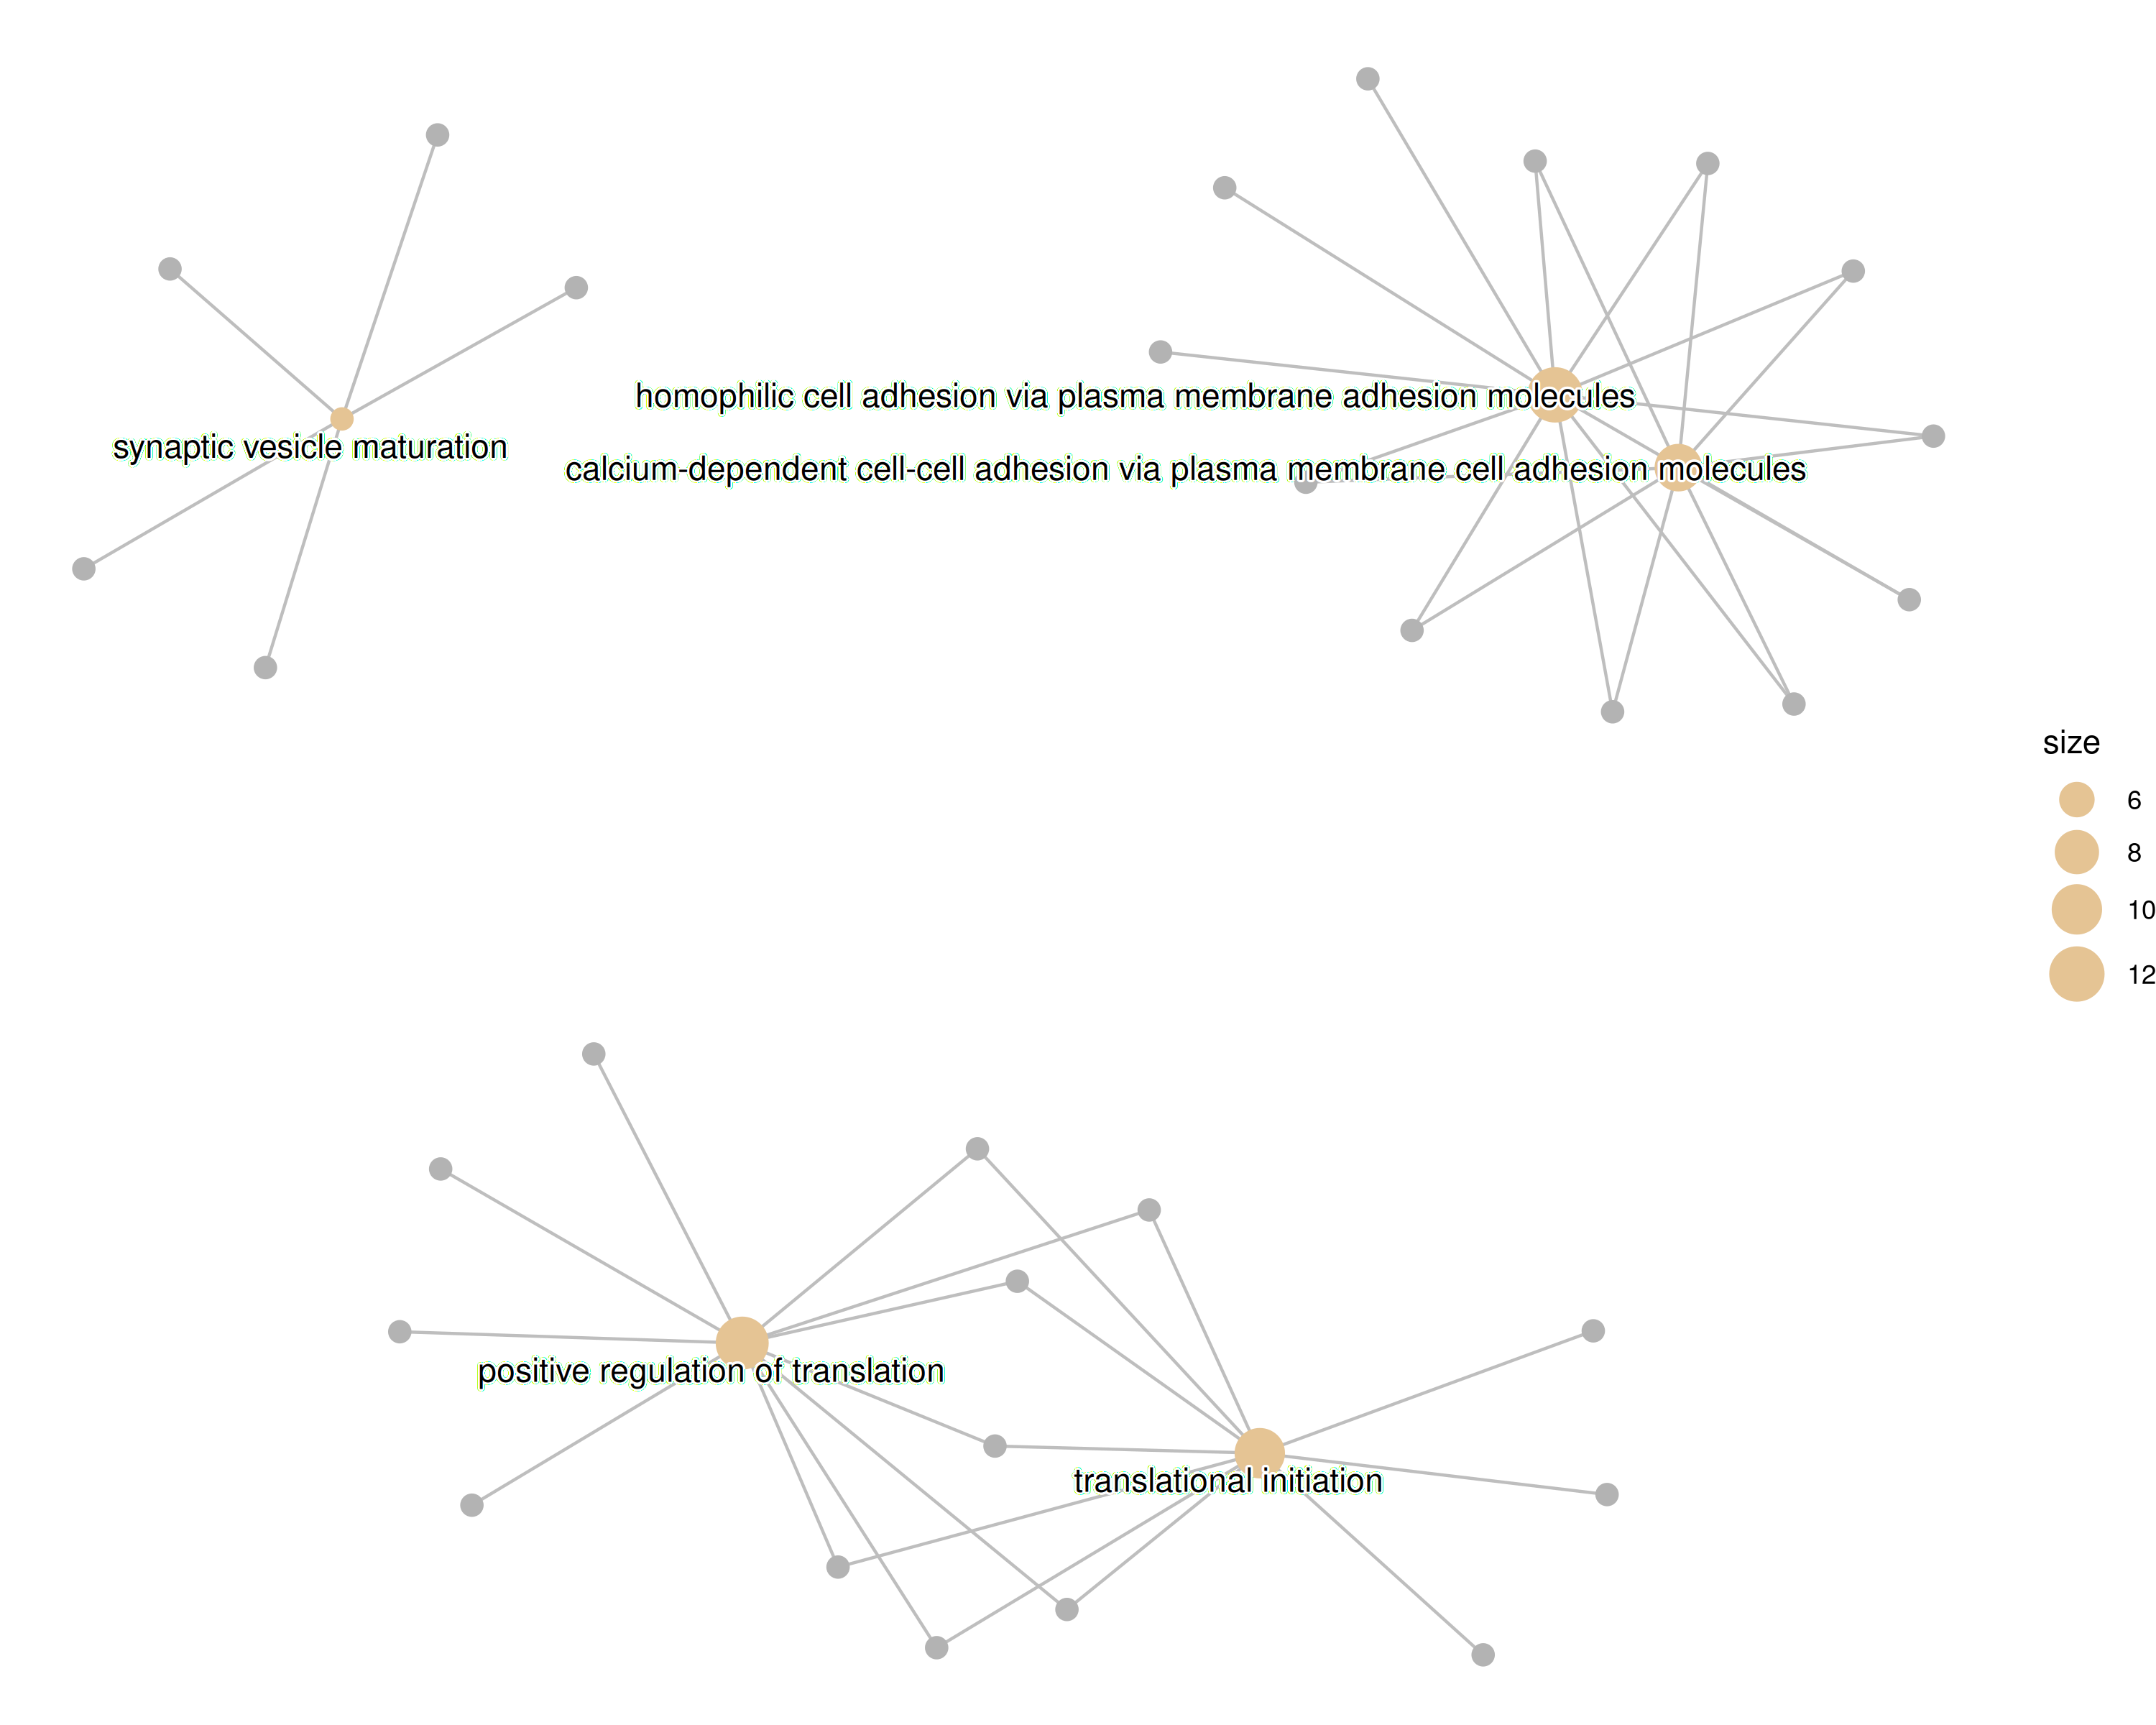 homophilic cell adhesion via plasma membrane adhesion molecules
synaptic vesicle maturation
calcium-dependent cell-cell adhesion via plasma membrane cell adhesion molecules
size
6
8
10
12
positive regulation of translation
translational initiation